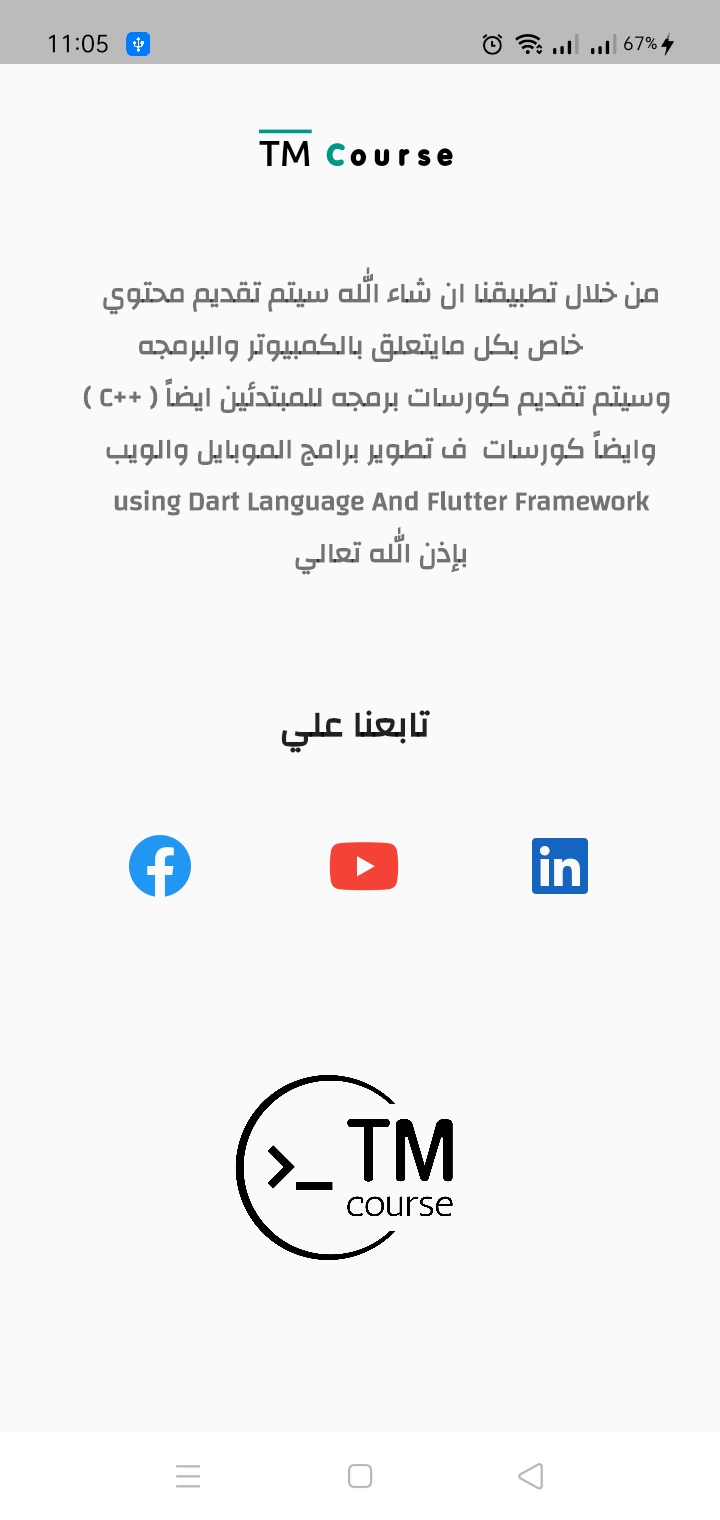 11:05
67%
TM Course
من خلال تطبيقنا ان شاء الله سيتم تقديم محتوي
خاص بكل مايتعلق بالكمبيوتر والبرمجه
وسيتم تقديم كورسات برمجه للمبتدئين ايضاً ( C++ )
وايضاً كورسات ف تطوير برامج الموبايل والويب
using Dart Language And Flutter Framework
بإذن الله تعالي
تابعنا علي
in
>_ TM
course